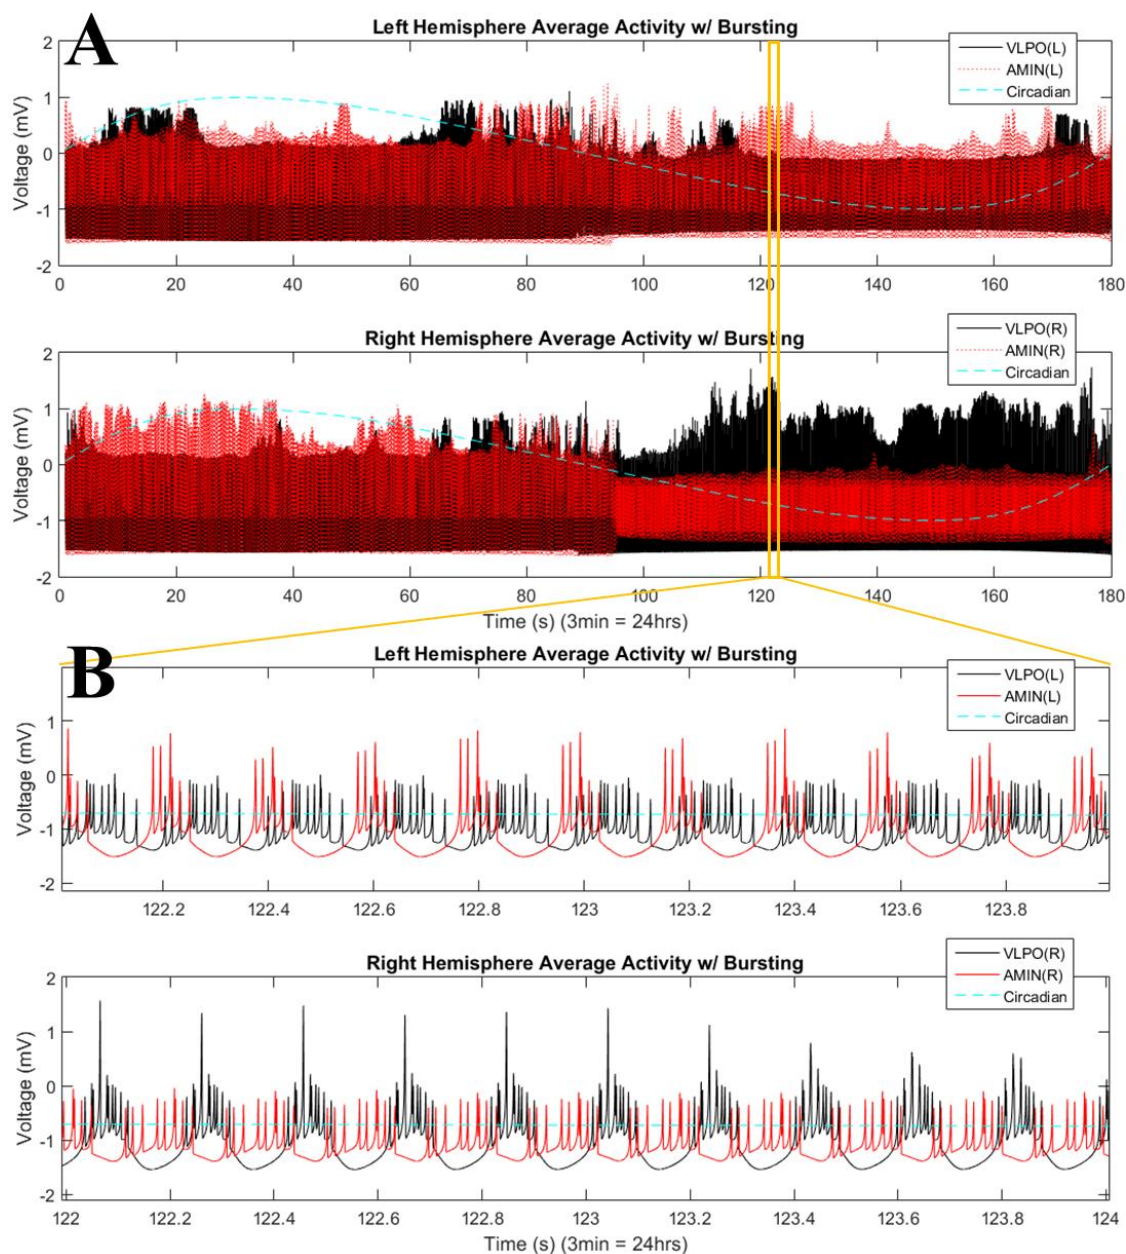 A
Left Hemisphere Average Activity w/ Bursting
VLPO(L)
AMIN(L)
Circadian
Voltage (mV)
2
1
0
-1
-2
0 20 40 60 80 100 120 140 160 180
Right Hemisphere Average Activity w/ Bursting
VLPO(R)
AMIN(R)
Circadian
Voltage (mV)
2
1
0
-1
-2
0 20 40 60 80 100 120 140 160 180
Time (s) (3min = 24hrs)
B
Left Hemisphere Average Activity w/ Bursting
VLPO(L)
AMIN(L)
Circadian
Voltage (mV)
1
0
-1
-2
122.2 122.4 122.6 122.8 123 123.2 123.4 123.6 123.8
Right Hemisphere Average Activity w/ Bursting
VLPO(R)
AMIN(R)
Circadian
Voltage (mV)
2
1
0
-1
-2
122 122.2 122.4 122.6 122.8 123 123.2 123.4 123.6 123.8 124
Time (s) (3min = 24hrs)